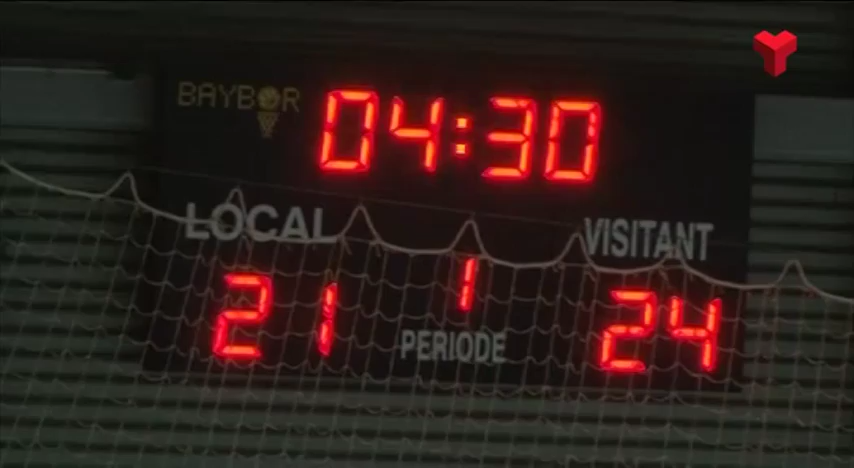 BAYBOR
04:30
LOCAL
VISITANT
21
1
24
PERIODE